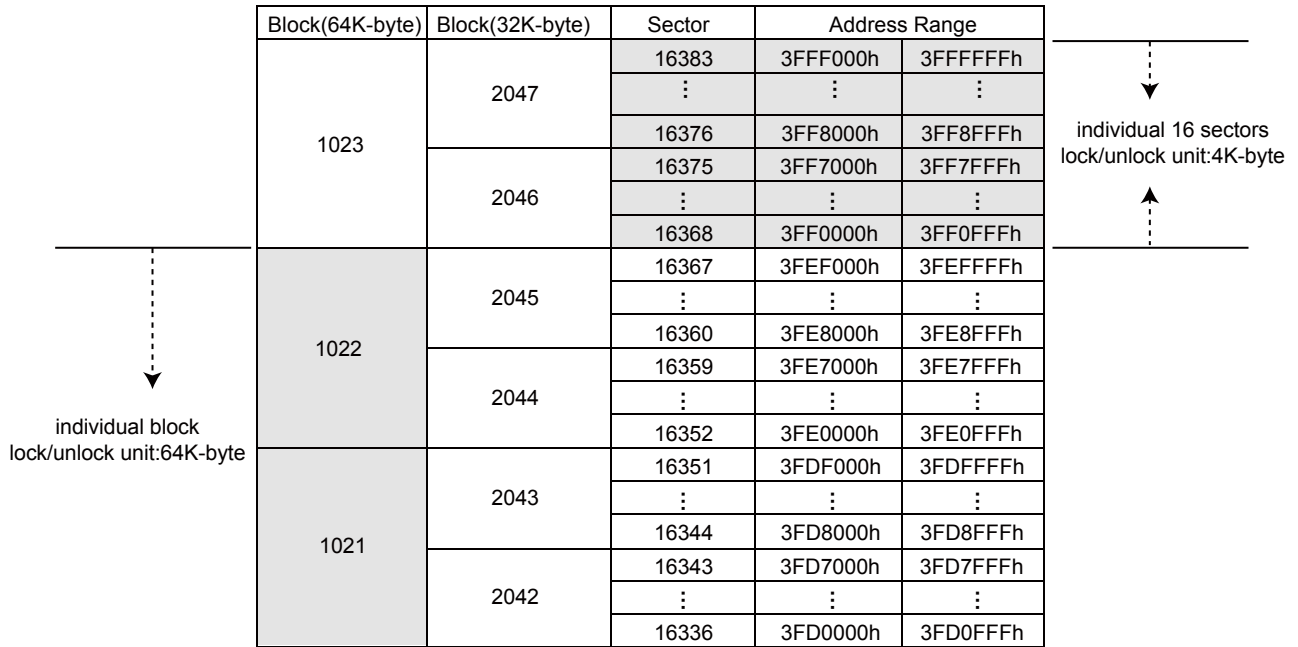 Block(64K-byte) Block(32K-byte) Sector Address Range
16383 3FFF000h 3FFFFFFh
2047
16376 3FF8000h 3FF8FFFh
1023
16375 3FF7000h 3FF7FFFh
2046
16368 3FF0000h 3FF0FFFh
individual 16 sectors
lock/unlock unit:4K-byte
16367 3FEF000h 3FEFFFFh
2045
16360 3FE8000h 3FE8FFFh
1022
16359 3FE7000h 3FE7FFFh
2044
16352 3FE0000h 3FE0FFFh
individual block
lock/unlock unit:64K-byte
16351 3FDF000h 3FDFFFFh
2043
16344 3FD8000h 3FD8FFFh
1021
16343 3FD7000h 3FD7FFFh
2042
16336 3FD0000h 3FD0FFFh